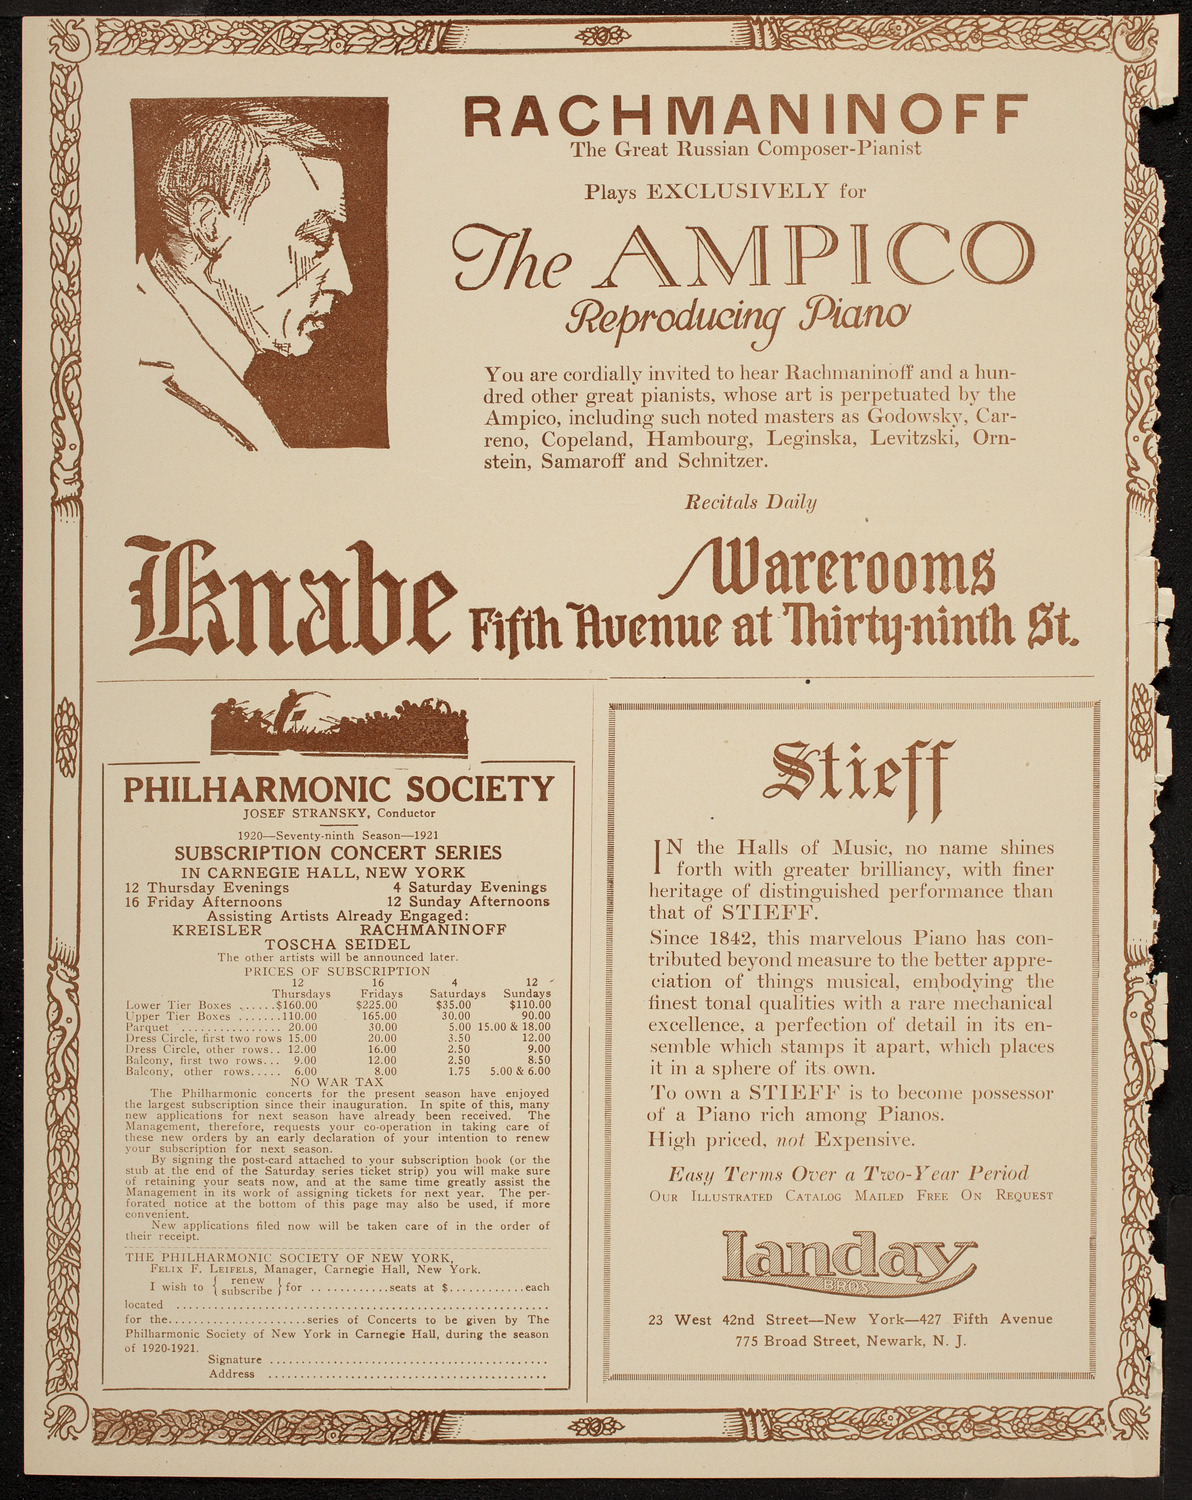 RACHMANINOFF
The Great Russian Composer-Pianist
Plays EXCLUSIVELY for
The AMPICO
Reproducing Piano
You are cordially invited to hear Rachmaninoff and a hun-
dred other great pianists, whose art is perpetuated by the
Ampico, including such noted masters as Godowsky, Car-
reno, Copeland, Hambourg, Leginska, Levitzski, Orn-
stein, Samaroff and Schnitzer.
Recitals Daily
Knabe Warerooms
Fifth Avenue at Thirty-ninth St.
PHILHARMONIC SOCIETY
JOSEF STRANSKY, Conductor
1920—Seventy-ninth Season—1921
SUBSCRIPTION CONCERT SERIES
IN CARNEGIE HALL, NEW YORK
12 Thursday Evenings 4 Saturday Evenings
16 Friday Afternoons 12 Sunday Afternoons
Assisting Artists Already Engaged:
KREISLER RACHMANINOFF
TOSCHA SEIDEL
The other artists will be announced later.
PRICES OF SUBSCRIPTION
12 16 4 12
Thursdays Fridays Saturdays Sundays
Lower Tier Boxes ......$160.00 $225.00 $35.00 $110.00
Upper Tier Boxes .......110.00 165.00 30.00 90.00
Parquet ................ 20.00 30.00 5.00 15.00 & 18.00
Dress Circle, first two rows 15.00 20.00 3.50 12.00
Dress Circle, other rows.. 12.00 16.00 2.50 9.00
Balcony, first two rows... 9.00 12.00 2.50 8.50
Balcony, other rows..... 6.00 8.00 1.75 5.00 & 6.00
NO WAR TAX
The Philharmonic concerts for the present season have enjoyed
the largest subscription since their inauguration. In spite of this, many
new applications for next season have already been received. The
Management, therefore, requests your co-operation in taking care of
these new orders by an early declaration of your intention to renew
your subscription for next season.
By signing the post-card attached to your subscription book (or the
stub at the end of the Saturday series ticket strip) you will make sure
of retaining your seats now, and at the same time greatly assist the
Management in its work of assigning tickets for next year. The per-
forated notice at the bottom of this page may also be used, if more
convenient.
New applications filed now will be taken care of in the order of
their receipt.
THE PHILHARMONIC SOCIETY OF NEW YORK,
FELIX F. LEIFELS, Manager, Carnegie Hall, New York.
I wish to { renew subscribe } for ............seats at $............each
located ..........................................................
for the......................series of Concerts to be given by The
Philharmonic Society of New York in Carnegie Hall, during the season
of 1920-1921.
Signature ...........................................
Address ...........................................
Stieff
IN the Halls of Music, no name shines
forth with greater brilliancy, with finer
heritage of distinguished performance than
that of STIEFF.
Since 1842, this marvelous Piano has con-
tributed beyond measure to the better appre-
ciation of things musical, embodying the
finest tonal qualities with a rare mechanical
excellence, a perfection of detail in its en-
semble which stamps it apart, which places
it in a sphere of its own.
To own a STIEFF is to become possessor
of a Piano rich among Pianos.
High priced, not Expensive.
Easy Terms Over a Two-Year Period
OUR ILLUSTRATED CATALOG MAILED FREE ON REQUEST
Landay
BROS
23 West 42nd Street—New York—427 Fifth Avenue
775 Broad Street, Newark, N. J.